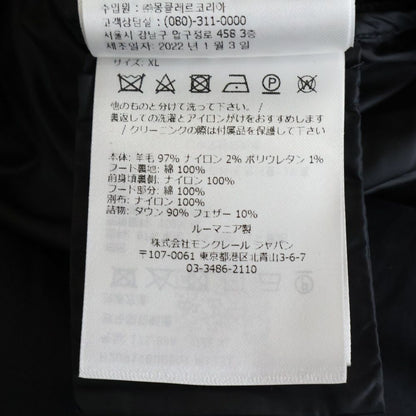 수입원 : ㈜몽클레르코리아
고객상담실 : (080)-311-0000
서울시 강남구 압구정로 456 3층
제조일자 : 2022년 1월 3일
サイズ: XL
他のものと分けて洗って下さい。/
裏返しての洗濯とアイロンがけをおすすめします
/ クリーニングの際は付属品を保護して下さい。
本体: 羊毛 97% ナイロン 2% ポリウレタン 1%
フード裏地: 綿 100%
前身頃裏側: ナイロン 100%
フード部分: 綿 100%
別布: ナイロン 100%
詰物: ダウン 90% フェザー 10%
ルーマニア製
株式会社モンクレール ジャパン
〒107-0061 東京都港区北青山3-6-7
03-3486-2110